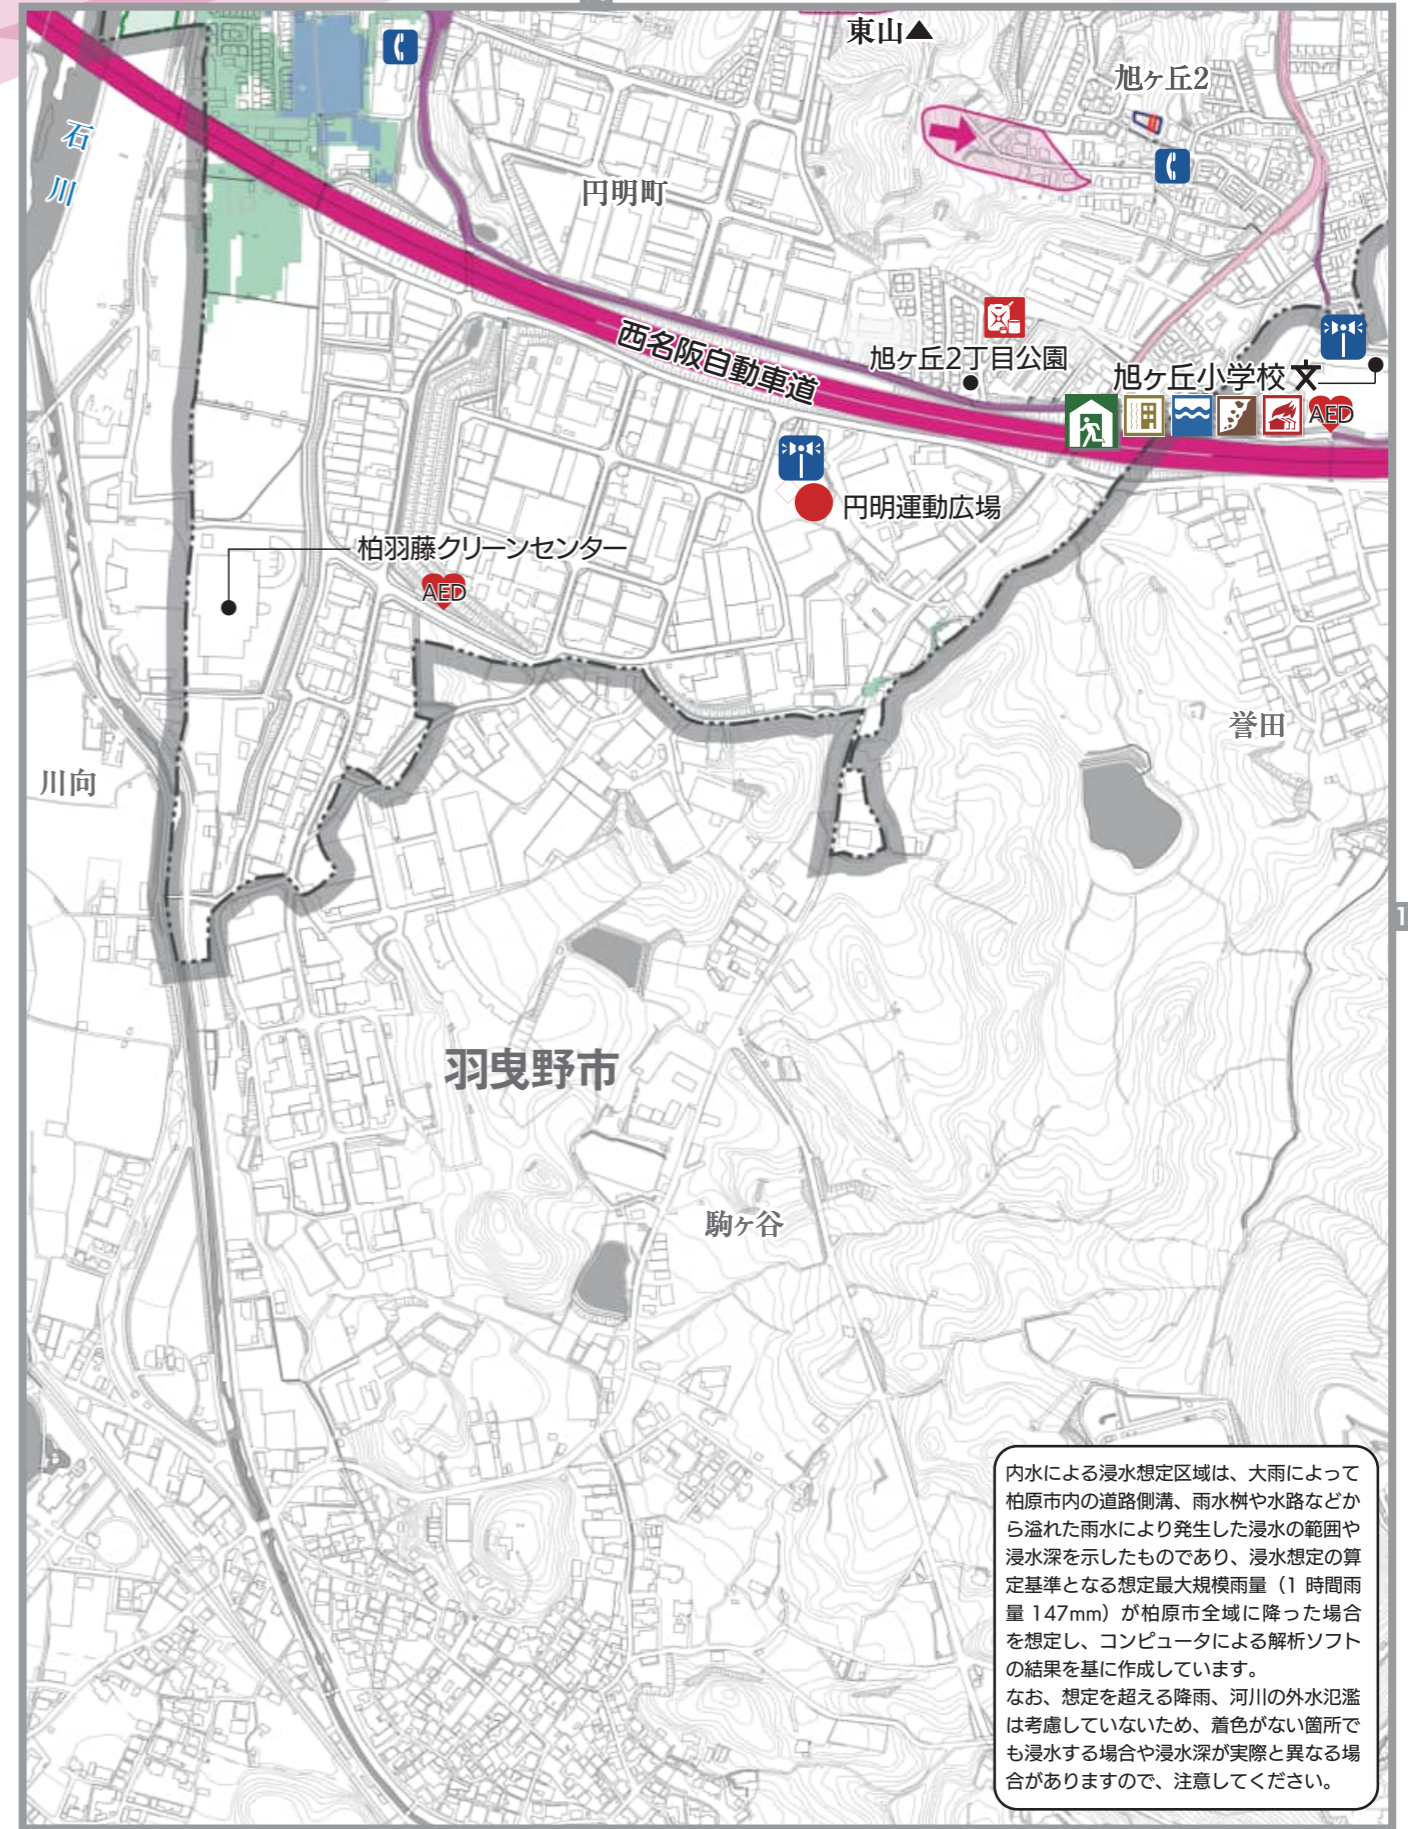 東山▲
旭ヶ丘2
石川
円明町
西名阪自動車道
旭ヶ丘2丁目公園
旭ヶ丘小学校
AED
円明運動広場
柏羽藤クリーンセンター
AED
誉田
川向
1
羽曳野市
駒ヶ谷
内水による浸水想定区域は、大雨によって
柏原市内の道路側溝、雨水桝や水路などか
ら溢れた雨水により発生した浸水の範囲や
浸水深を示したものであり、浸水想定の算
定基準となる想定最大規模雨量（1 時間雨
量 147mm）が柏原市全域に降った場合
を想定し、コンピュータによる解析ソフト
の結果を基に作成しています。
なお、想定を超える降雨、河川の外水氾濫
は考慮していないため、着色がない箇所で
も浸水する場合や浸水深が実際と異なる場
合がありますので、注意してください。